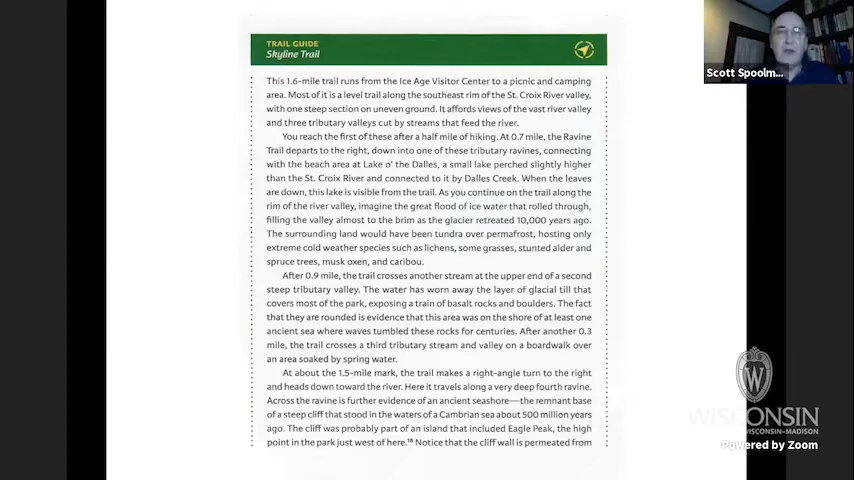 TRAIL GUIDE
Skyline Trail
This 1.6-mile trail runs from the Ice Age Visitor Center to a picnic and camping
area. Most of it is a level trail along the southeast rim of the St. Croix River valley,
with one steep section on uneven ground. It affords views of the vast river valley
and three tributary valleys cut by streams that feed the river.
You reach the first of these after a half mile of hiking. At 0.7 mile, the Ravine
Trail departs to the right, down into one of these tributary ravines, connecting
with the beach area at Lake o' the Dalles, a small lake perched slightly higher
than the St. Croix River and connected to it by Dalles Creek. When the leaves
are down, this lake is visible from the trail. As you continue on the trail along the
rim of the river valley, imagine the great flood of ice water that rolled through,
filling the valley almost to the brim as the glacier retreated 10,000 years ago.
The surrounding land would have been tundra over permafrost, hosting only
extreme cold weather species such as lichens, some grasses, stunted alder and
spruce trees, musk oxen, and caribou.
After 0.9 mile, the trail crosses another stream at the upper end of a second
steep tributary valley. The water has worn away the layer of glacial till that
covers most of the park, exposing a train of basalt rocks and boulders. The fact
that they are rounded is evidence that this area was on the shore of at least one
ancient sea where waves tumbled these rocks for centuries. After another 0.3
mile, the trail crosses a third tributary stream and valley on a boardwalk over
an area soaked by spring water.
At about the 1.5-mile mark, the trail makes a right-angle turn to the right
and heads down toward the river. Here it travels along a very deep fourth ravine.
Across the ravine is further evidence of an ancient seashore—the remnant base
of a steep cliff that stood in the waters of a Cambrian sea about 500 million years
ago. The cliff was probably part of an island that included Eagle Peak, the high
point in the park just west of here.18 Notice that the cliff wall is permeated from
Scott Spoolm...
W
WISCONSIN
WISCONSIN–MADISON
Powered by Zoom